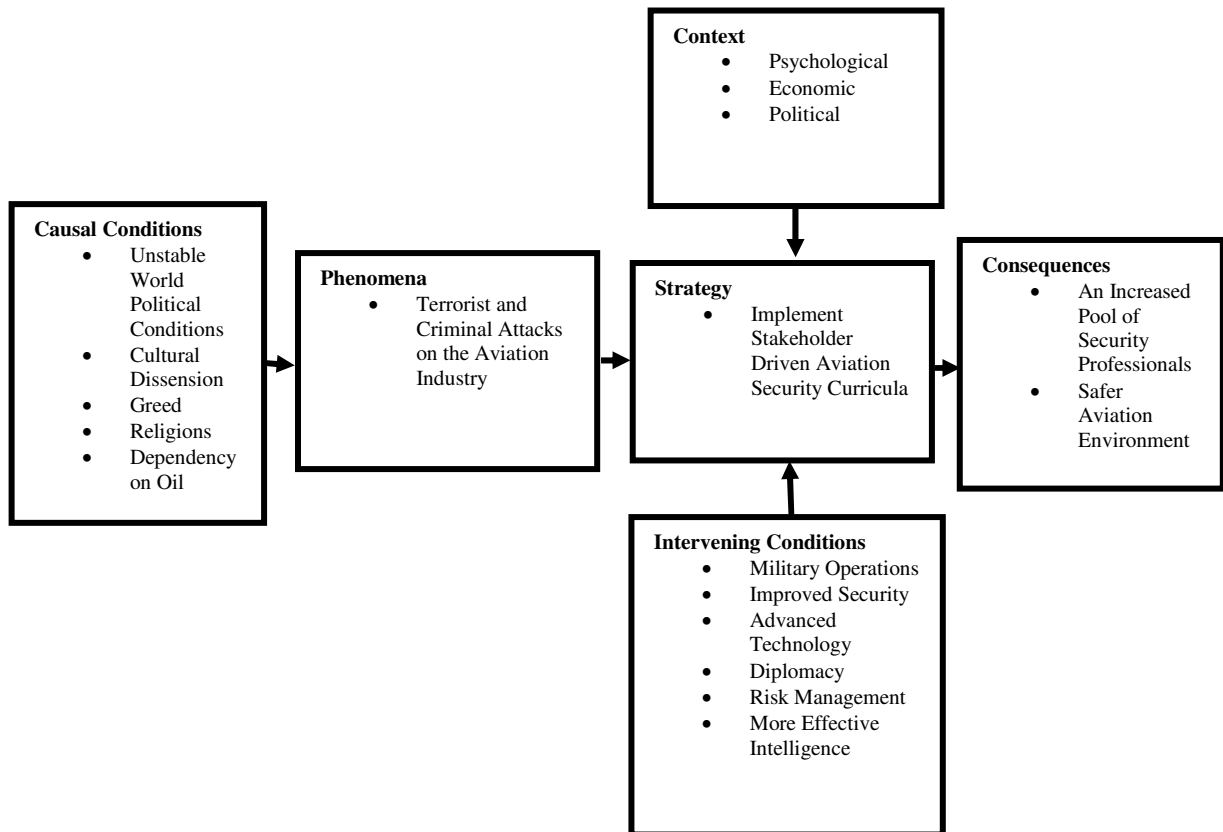 Context
• Psychological
• Economic
• Political
Causal Conditions
• Unstable
World
Political
Conditions
• Cultural
Dissension
• Greed
• Religions
• Dependency
on Oil
Phenomena
• Terrorist and
Criminal Attacks
on the Aviation
Industry
Strategy
• Implement
Stakeholder
Driven Aviation
Security Curricula
Consequences
• An Increased
Pool of
Security
Professionals
• Safer
Aviation
Environment
Intervening Conditions
• Military Operations
• Improved Security
• Advanced
Technology
• Diplomacy
• Risk Management
• More Effective
Intelligence